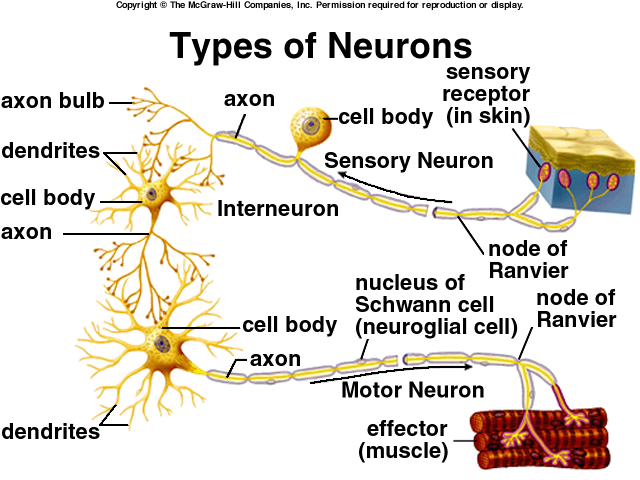 Copyright © The McGraw-Hill Companies, Inc. Permission required for reproduction or display.
Types of Neurons
axon bulb
axon
cell body
sensory
receptor
(in skin)
dendrites
Sensory Neuron
cell body
Interneuron
axon
node of
Ranvier
nucleus of
Schwann cell
(neuroglial cell)
node of
Ranvier
cell body
axon
Motor Neuron
dendrites
effector
(muscle)